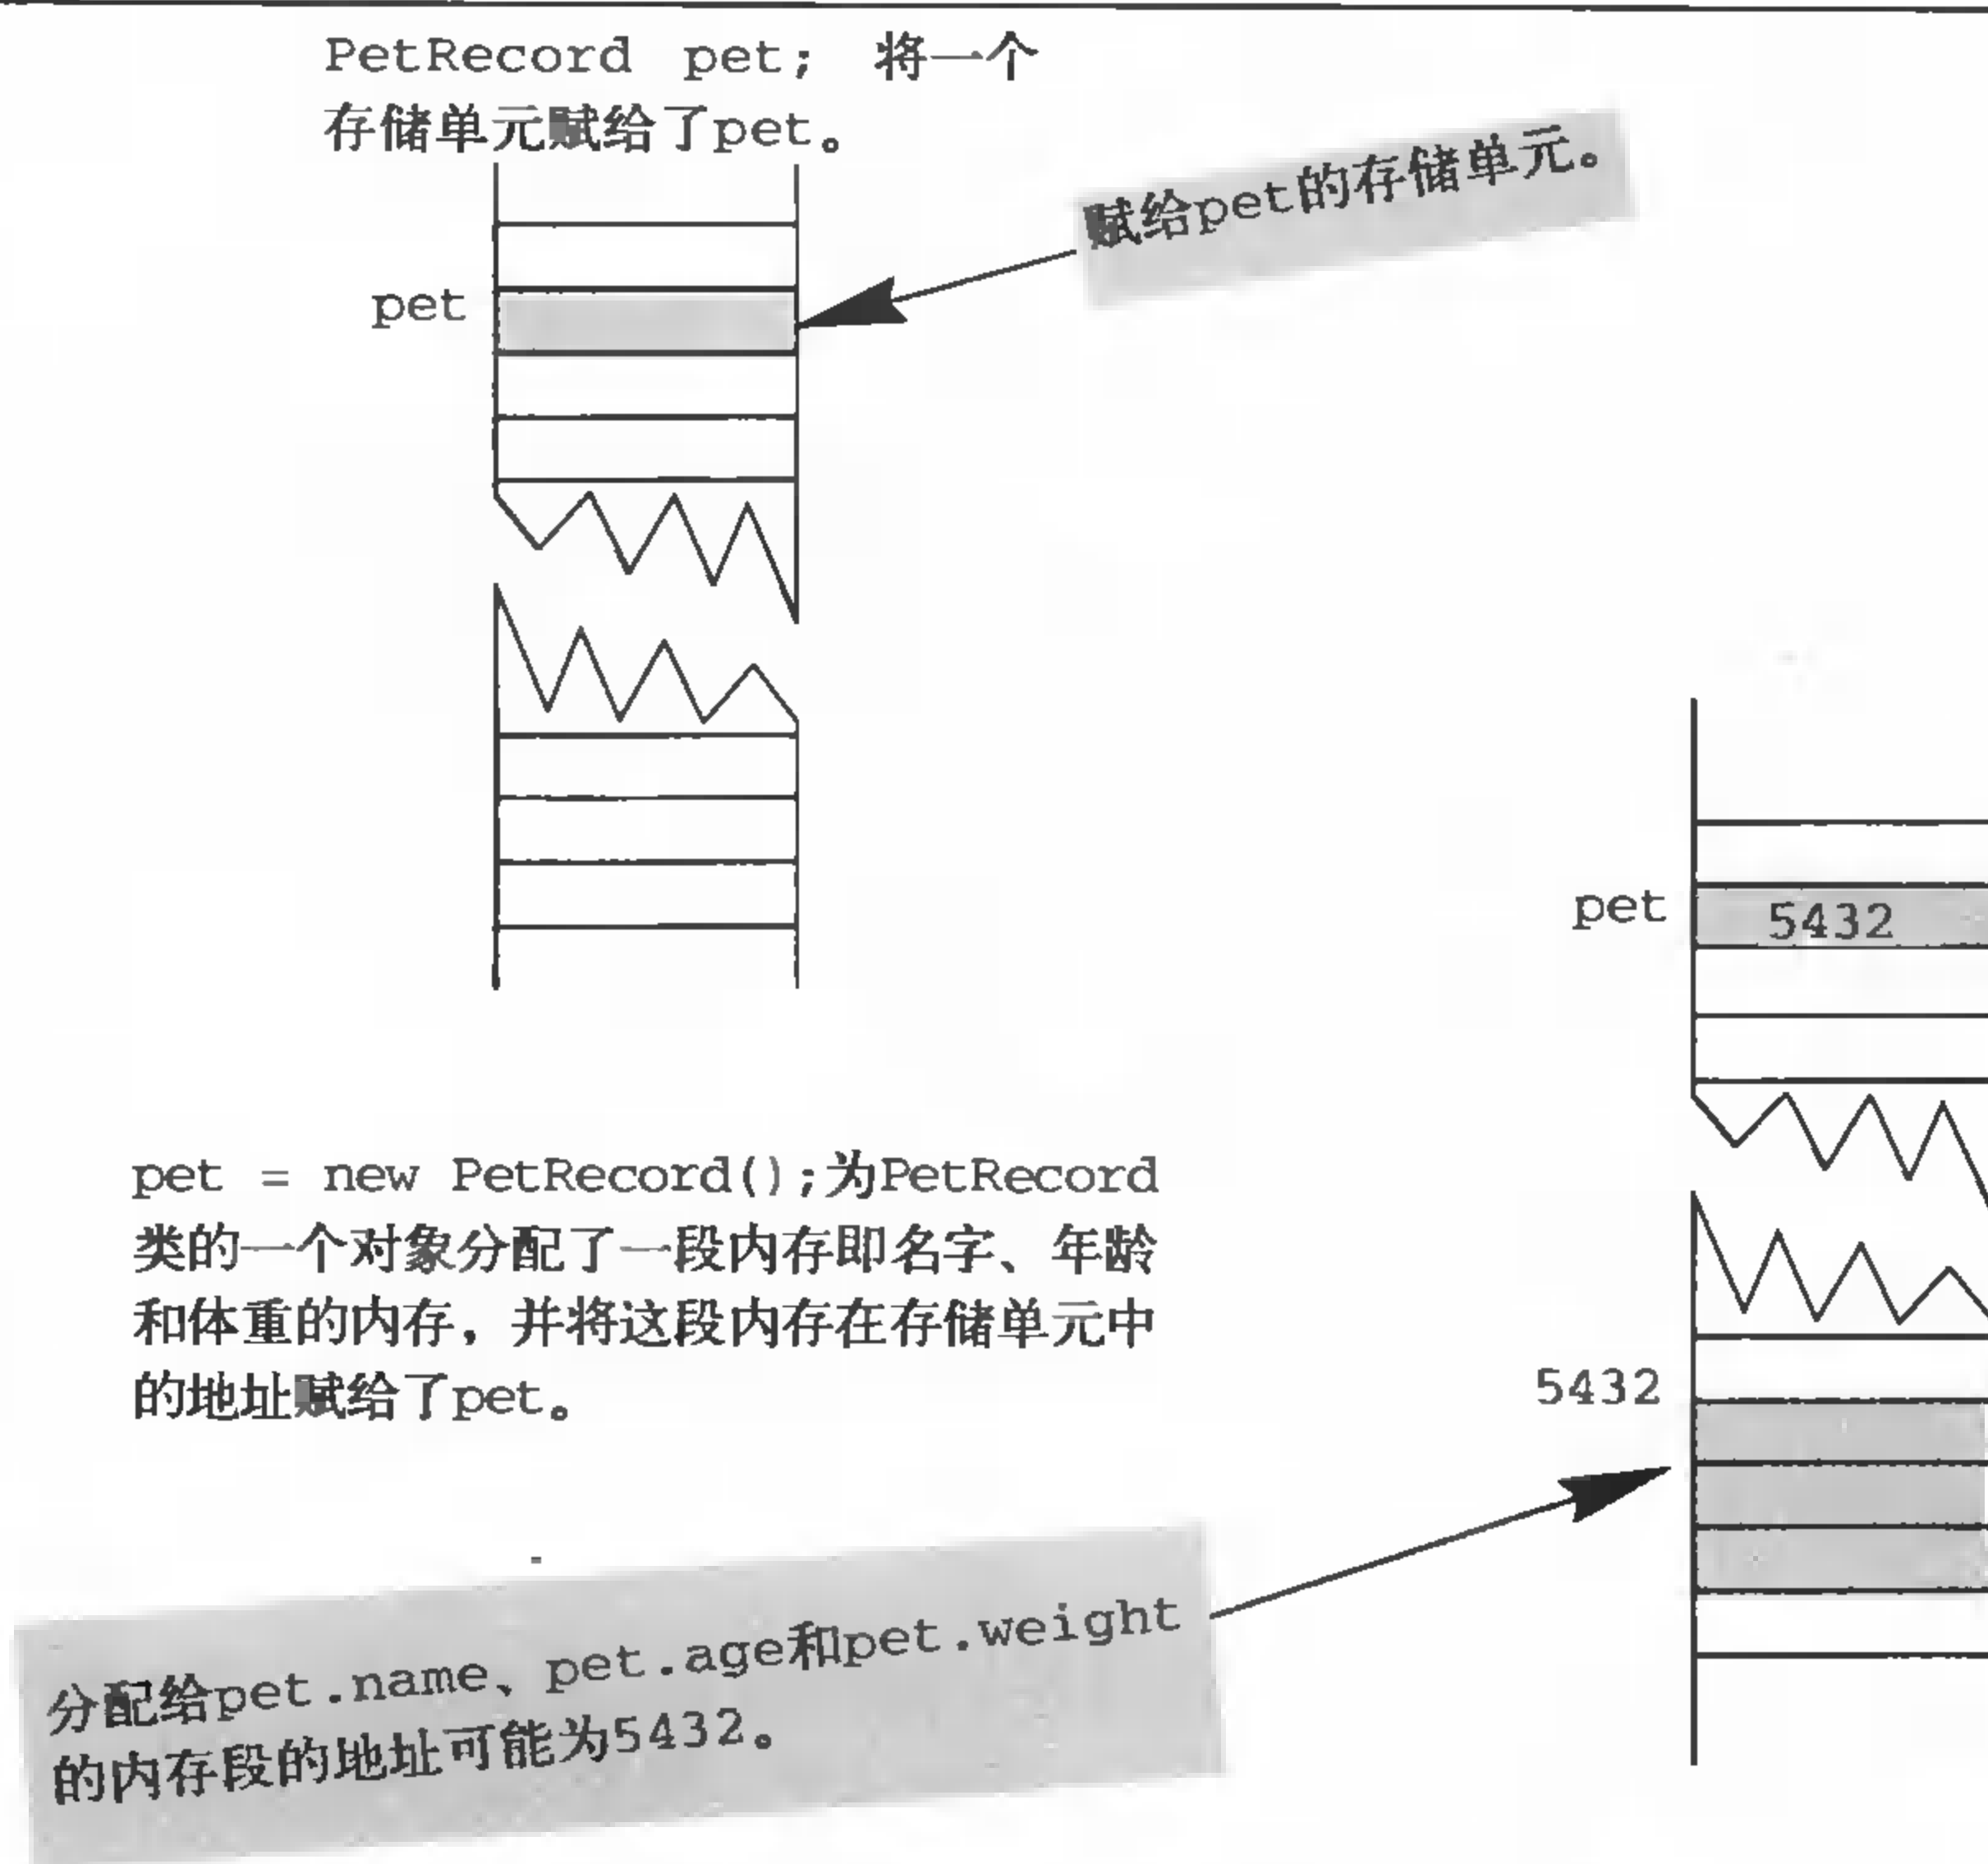 PetRecord pet; 将一个
存储单元赋给了pet。
赋给pet的存储单元。
pet
pet
5432
pet = new PetRecord();为PetRecord
类的一个对象分配了一段内存即名字、年龄
和体重的内存，并将这段内存在存储单元中
的地址赋给了pet。
5432
分配给pet.name、pet.age和pet.weight
的内存段的地址可能为5432。